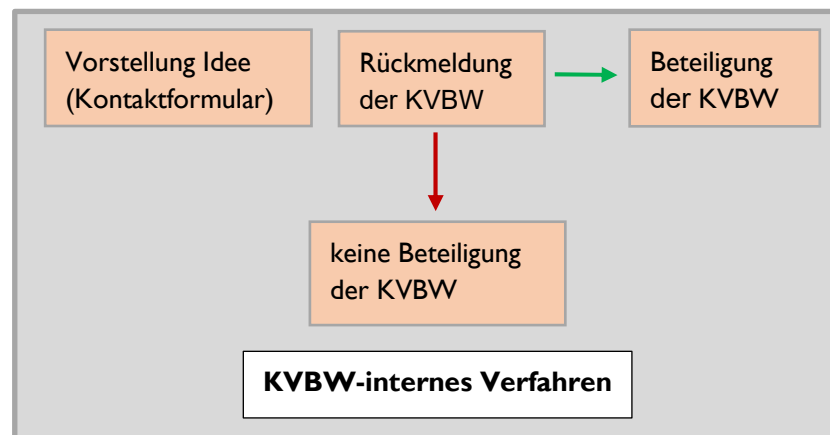 Vorstellung Idee
(Kontaktformular)
Rückmeldung
der KVBW
Beteiligung
der KVBW
keine Beteiligung
der KVBW
KVBW-internes Verfahren